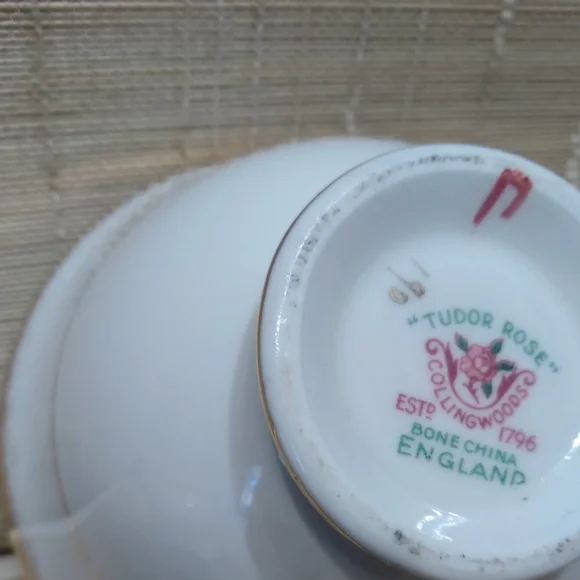 "TUDOR ROSE"
COLLINGWOODS
ESTD 1796
BONE CHINA
ENGLAND